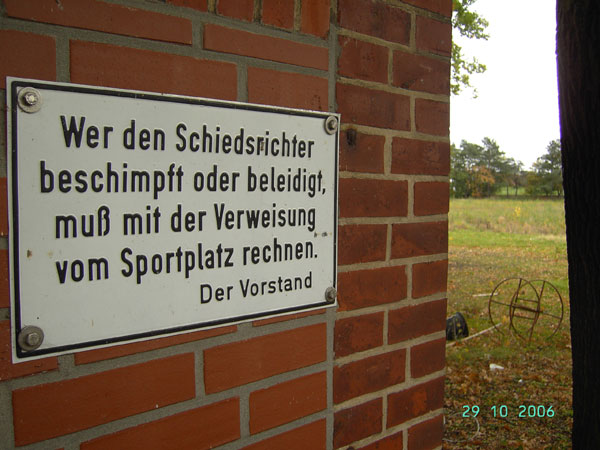 Wer den Schiedsrichter
beschimpft oder beleidigt,
muß mit der Verweisung
vom Sportplatz rechnen.
Der Vorstand
29 10 2006